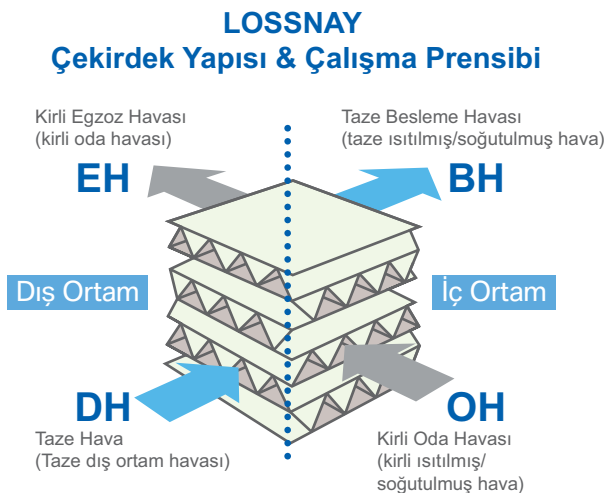 LOSSNAY
Çekirdek Yapısı & Çalışma Prensibi
Kirli Egzoz Havası
(kirli oda havası)
EH
Taze Besleme Havası
(taze ısıtılmış/soğutulmuş hava)
BH
Dış Ortam
İç Ortam
DH
Taze Hava
(Taze dış ortam havası)
OH
Kirli Oda Havası
(kirli ısıtılmış/
soğutulmuş hava)